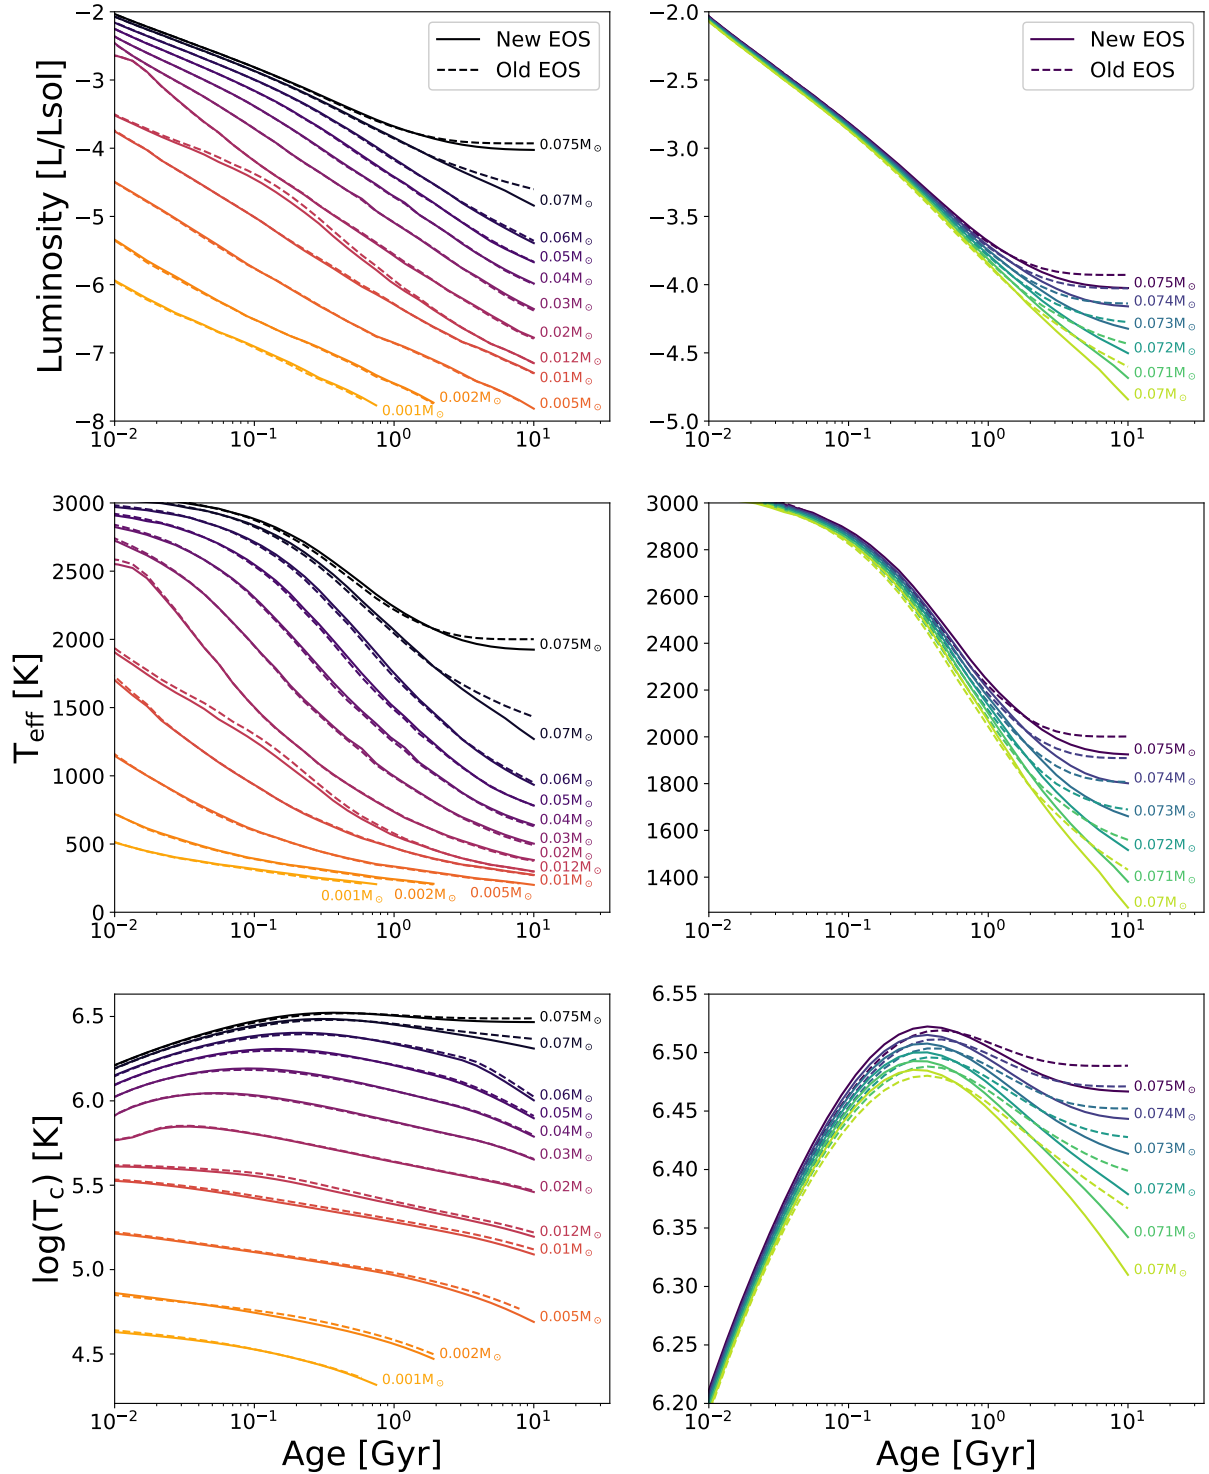 Luminosity [L/Lsol]
−2
−3
−4
−5
−6
−7
−8
10⁻²
10⁻¹
10⁰
10¹
New EOS
Old EOS
0.075M⊙
0.07M⊙
0.06M⊙
0.05M⊙
0.04M⊙
0.03M⊙
0.02M⊙
0.012M⊙
0.01M⊙
0.005M⊙
0.002M⊙
0.001M⊙
−2.0
−2.5
−3.0
−3.5
−4.0
−4.5
−5.0
10⁻²
10⁻¹
10⁰
10¹
New EOS
Old EOS
0.075M⊙
0.074M⊙
0.073M⊙
0.072M⊙
0.071M⊙
0.07M⊙
T_eff [K]
3000
2500
2000
1500
1000
500
0
10⁻²
10⁻¹
10⁰
10¹
0.075M⊙
0.07M⊙
0.06M⊙
0.05M⊙
0.04M⊙
0.03M⊙
0.02M⊙
0.012M⊙
0.01M⊙
0.001M⊙
0.002M⊙
0.005M⊙
3000
2800
2600
2400
2200
2000
1800
1600
1400
10⁻²
10⁻¹
10⁰
10¹
0.075M⊙
0.074M⊙
0.073M⊙
0.072M⊙
0.071M⊙
0.07M⊙
log(T_c) [K]
6.5
6.0
5.5
5.0
4.5
10⁻²
10⁻¹
10⁰
10¹
0.075M⊙
0.07M⊙
0.06M⊙
0.05M⊙
0.04M⊙
0.03M⊙
0.02M⊙
0.012M⊙
0.01M⊙
0.005M⊙
0.002M⊙
0.001M⊙
Age [Gyr]
6.55
6.50
6.45
6.40
6.35
6.30
6.25
6.20
10⁻²
10⁻¹
10⁰
10¹
0.075M⊙
0.074M⊙
0.073M⊙
0.072M⊙
0.071M⊙
0.07M⊙
Age [Gyr]